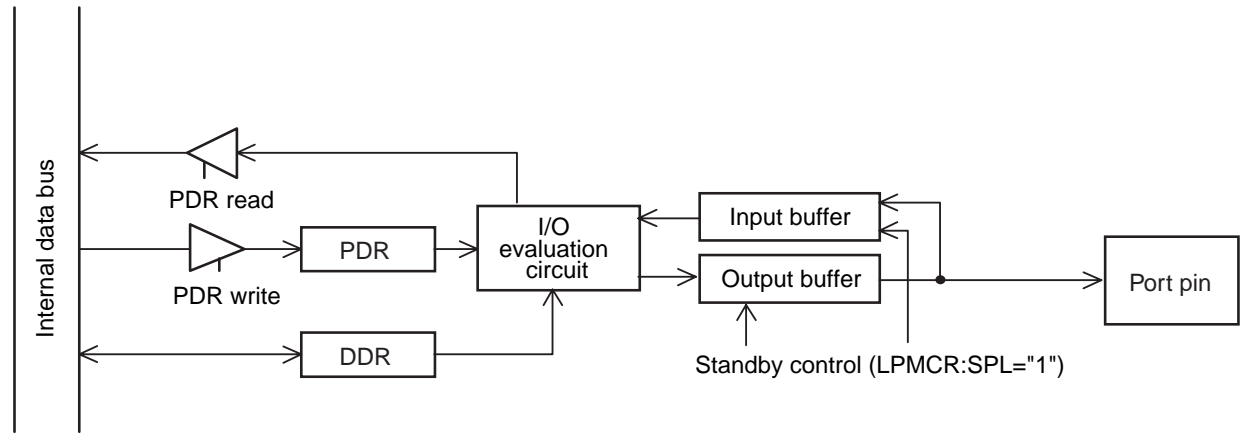 Internal data bus
PDR read
PDR write
PDR
DDR
I/O
evaluation
circuit
Input buffer
Output buffer
Standby control (LPMCR:SPL="1")
Port pin